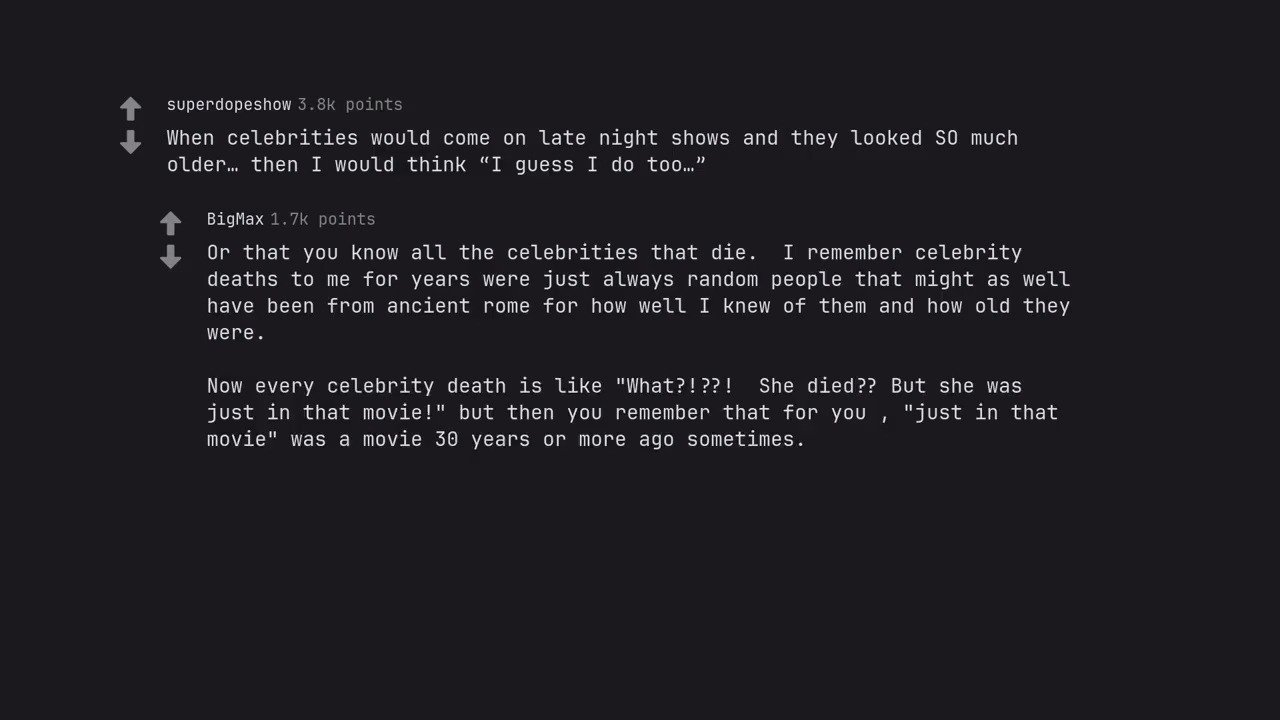 superdopeshow 3.8k points
When celebrities would come on late night shows and they looked SO much
older… then I would think “I guess I do too…”
BigMax 1.7k points
Or that you know all the celebrities that die.  I remember celebrity
deaths to me for years were just always random people that might as well
have been from ancient rome for how well I knew of them and how old they
were.
Now every celebrity death is like "What?!??!  She died?? But she was
just in that movie!" but then you remember that for you , "just in that
movie" was a movie 30 years or more ago sometimes.